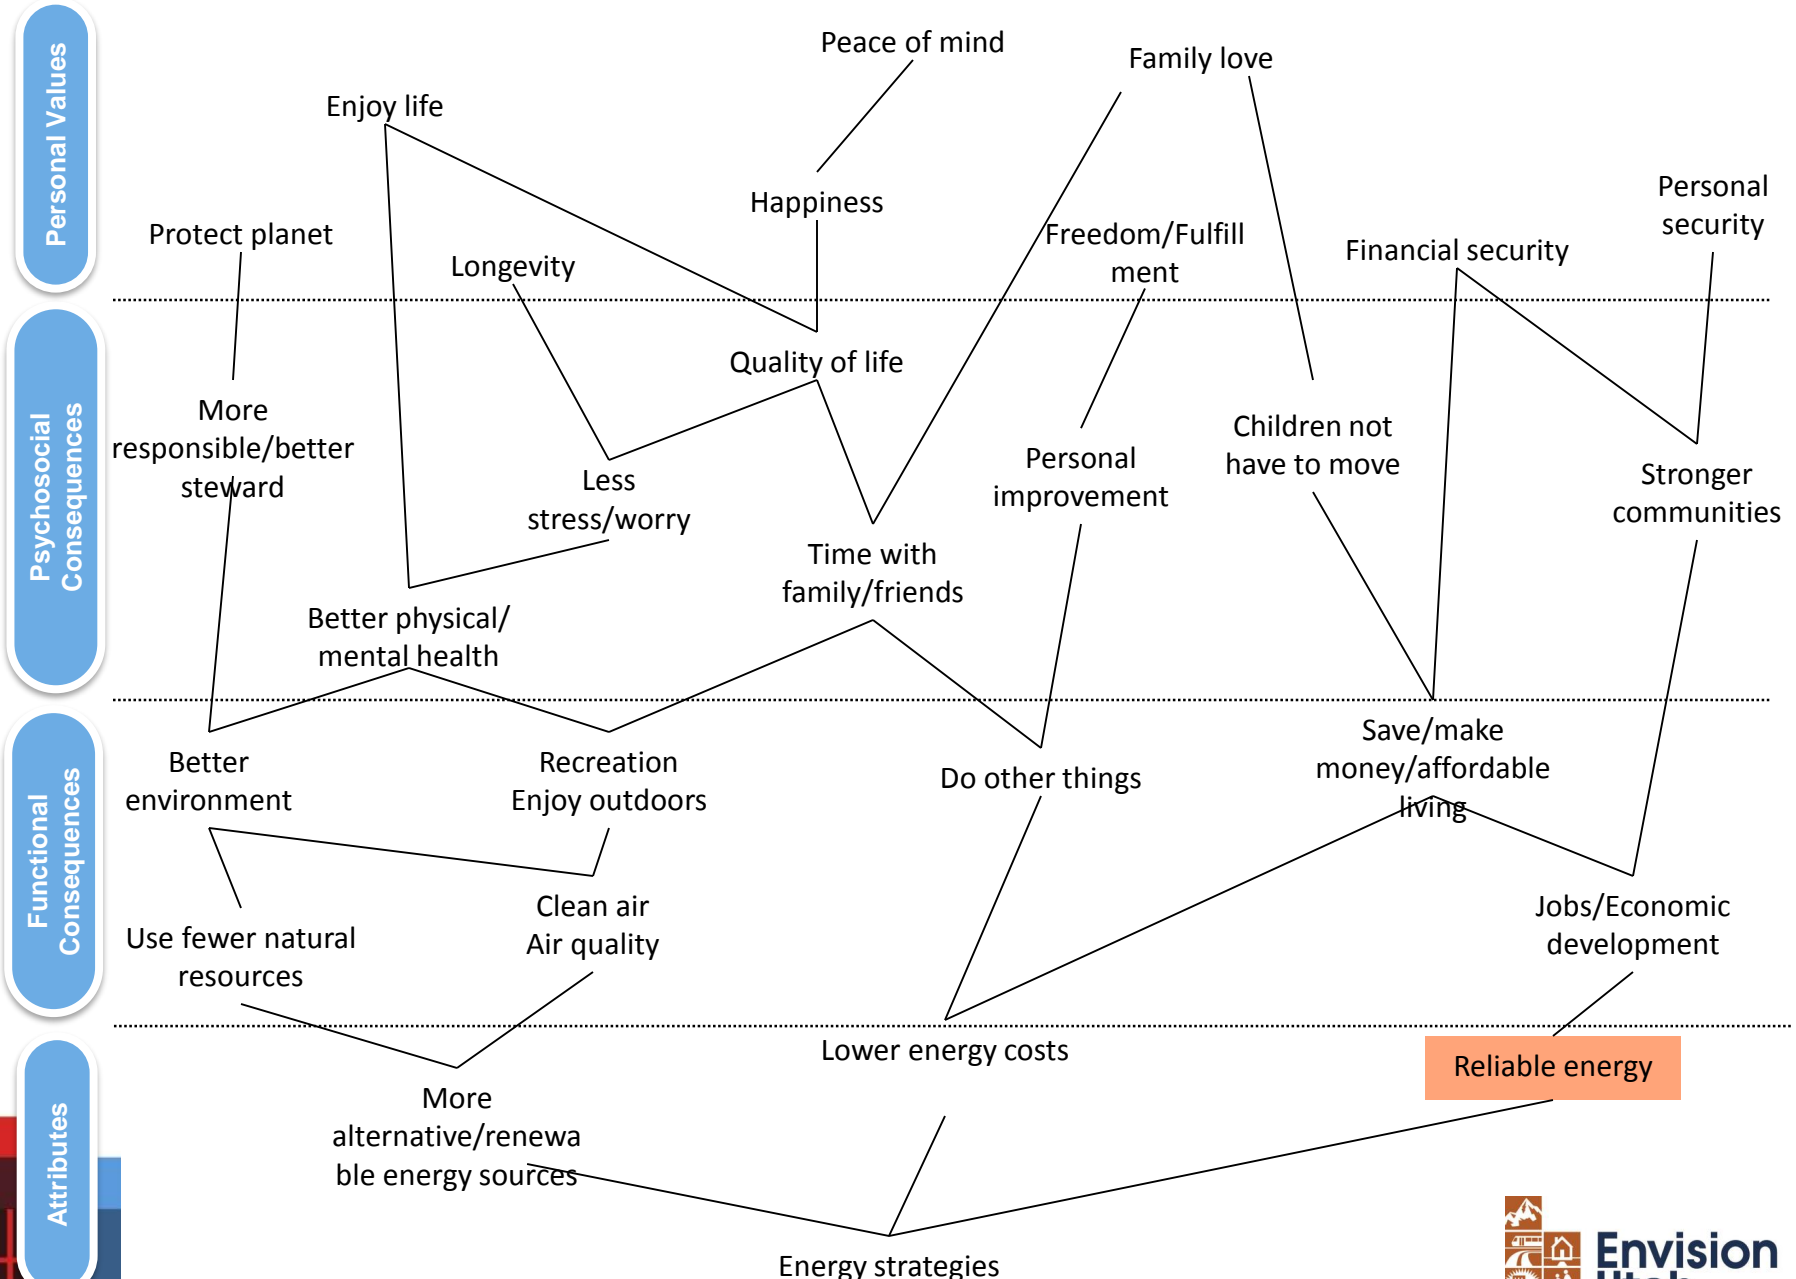 Personal Values
Peace of mind
Family love
Enjoy life
Personal
security
Happiness
Protect planet
Freedom/Fulfill
ment
Financial security
Longevity
Psychosocial
Consequences
Quality of life
More
responsible/better
steward
Children not
have to move
Personal
improvement
Less
stress/worry
Stronger
communities
Time with
family/friends
Better physical/
mental health
Functional
Consequences
Save/make
money/affordable
living
Better
environment
Recreation
Enjoy outdoors
Do other things
Clean air
Air quality
Jobs/Economic
development
Use fewer natural
resources
Attributes
Lower energy costs
Reliable energy
More
alternative/renewa
ble energy sources
Energy strategies
Envision
Utah